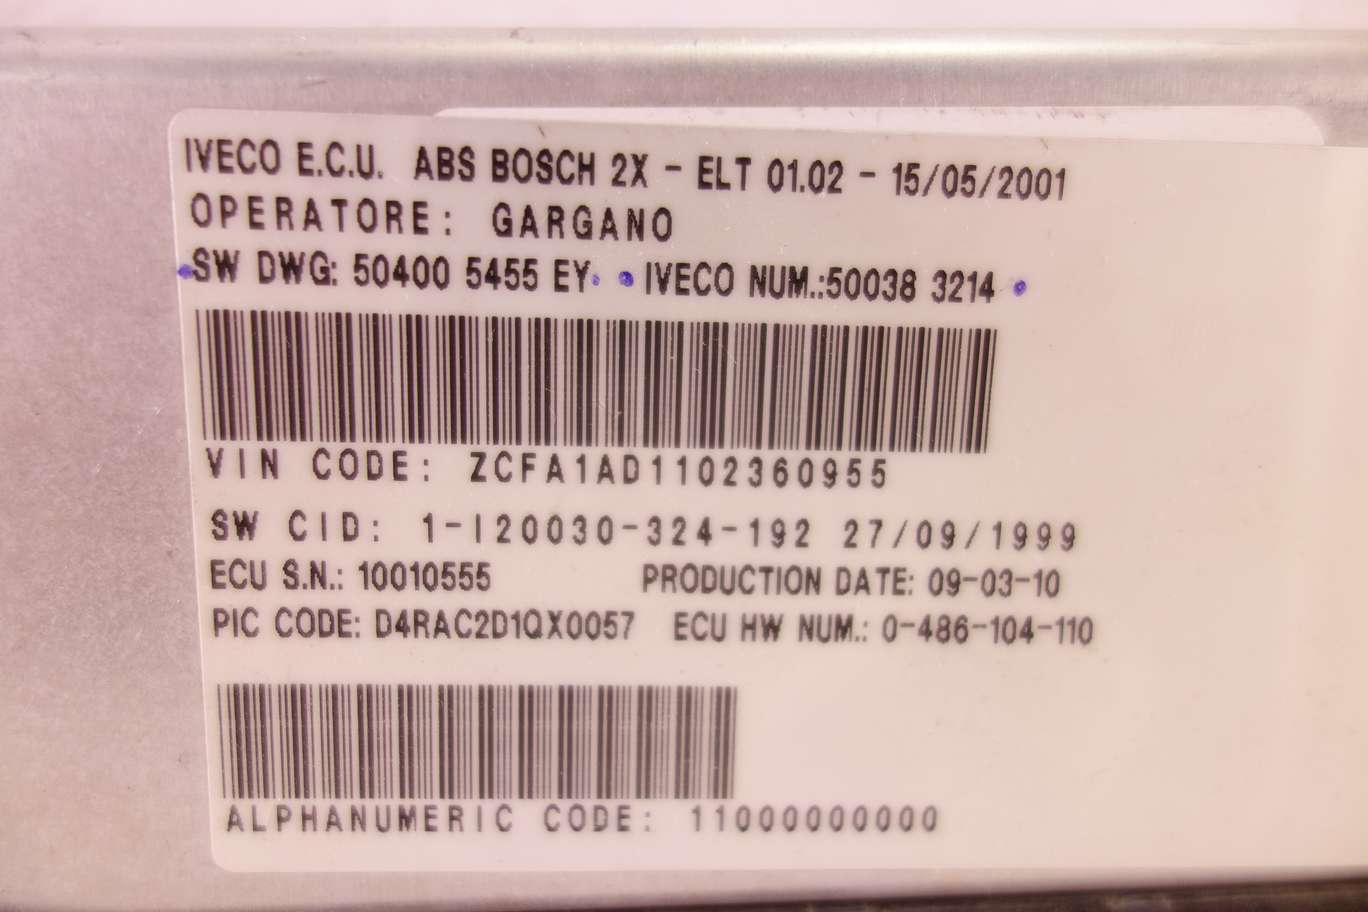 IVECO E.C.U. ABS BOSCH 2X - ELT 01.02 - 15/05/2001
OPERATORE: GARGANO
SW DWG: 50400 5455 EY IVECO NUM.:50038 3214
VIN CODE: ZCFA1AD1102360955
SW CID: 1-I20030-324-192 27/09/1999
ECU S.N.: 10010555 PRODUCTION DATE: 09-03-10
PIC CODE: D4RAC2D1QX0057 ECU HW NUM.: 0-486-104-110
ALPHANUMERIC CODE: 11000000000